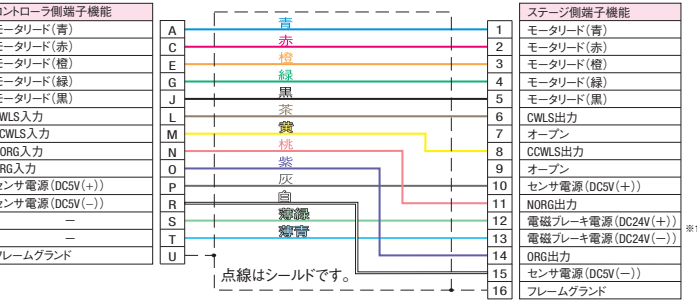 コントローラ側端子機能
モータリード（青） A 青 1 モータリード（青）
モータリード（赤） C 赤 2 モータリード（赤）
モータリード（橙） E 橙 3 モータリード（橙）
モータリード（緑） G 緑 4 モータリード（緑）
モータリード（黒） J 黒 5 モータリード（黒）
CWLS入力 L 茶 6 CWLS出力
CCWLS入力 M 黄 7 オープン
NORG入力 N 桃 8 CCWLS出力
ORG入力 O 紫 9 オープン
センサ電源（DC5V（+）） P 灰 10 センサ電源（DC5V（+））
センサ電源（DC5V（−）） R 白 11 NORG出力
− S 薄緑 12 電磁ブレーキ電源（DC24V（+））
− T 薄青 13 電磁ブレーキ電源（DC24V（−））
フレームグランド U 14 ORG出力
点線はシールドです。 15 センサ電源（DC5V（−））
16 フレームグランド
ステージ側端子機能